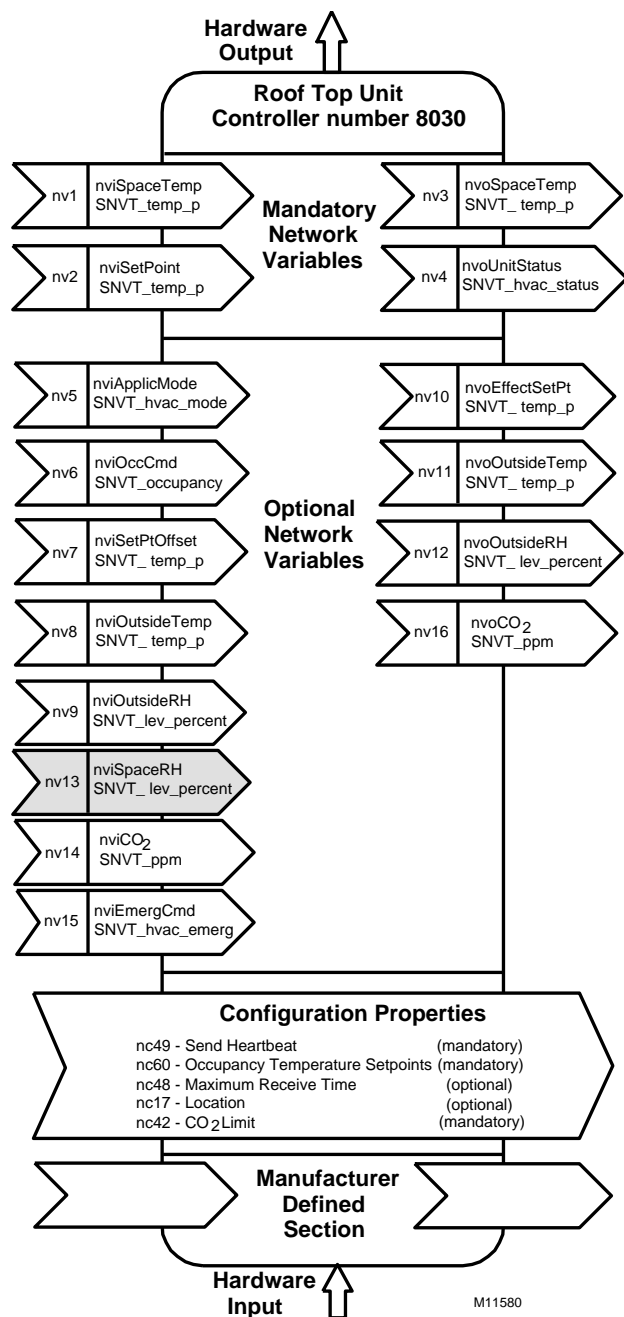 Hardware
Output
Roof Top Unit
Controller number 8030
nv1
nviSpaceTemp
SNVT_temp_p
nv2
nviSetPoint
SNVT_temp_p
Mandatory
Network
Variables
nv3
nvoSpaceTemp
SNVT_ temp_p
nv4
nvoUnitStatus
SNVT_hvac_status
nv5
nviApplicMode
SNVT_hvac_mode
nv6
nviOccCmd
SNVT_occupancy
nv7
nviSetPtOffset
SNVT_ temp_p
nv8
nviOutsideTemp
SNVT_ temp_p
nv9
nviOutsideRH
SNVT_lev_percent
nv13
nviSpaceRH
SNVT_ lev_percent
nv14
nviCO2
SNVT_ppm
nv15
nviEmergCmd
SNVT_hvac_emerg
Optional
Network
Variables
nv10
nvoEffectSetPt
SNVT_ temp_p
nv11
nvoOutsideTemp
SNVT_ temp_p
nv12
nvoOutsideRH
SNVT_ lev_percent
nv16
nvoCO2
SNVT_ppm
Configuration Properties
nc49 - Send Heartbeat (mandatory)
nc60 - Occupancy Temperature Setpoints (mandatory)
nc48 - Maximum Receive Time (optional)
nc17 - Location (optional)
nc42 - CO2 Limit (mandatory)
Manufacturer
Defined
Section
Hardware
Input
M11580